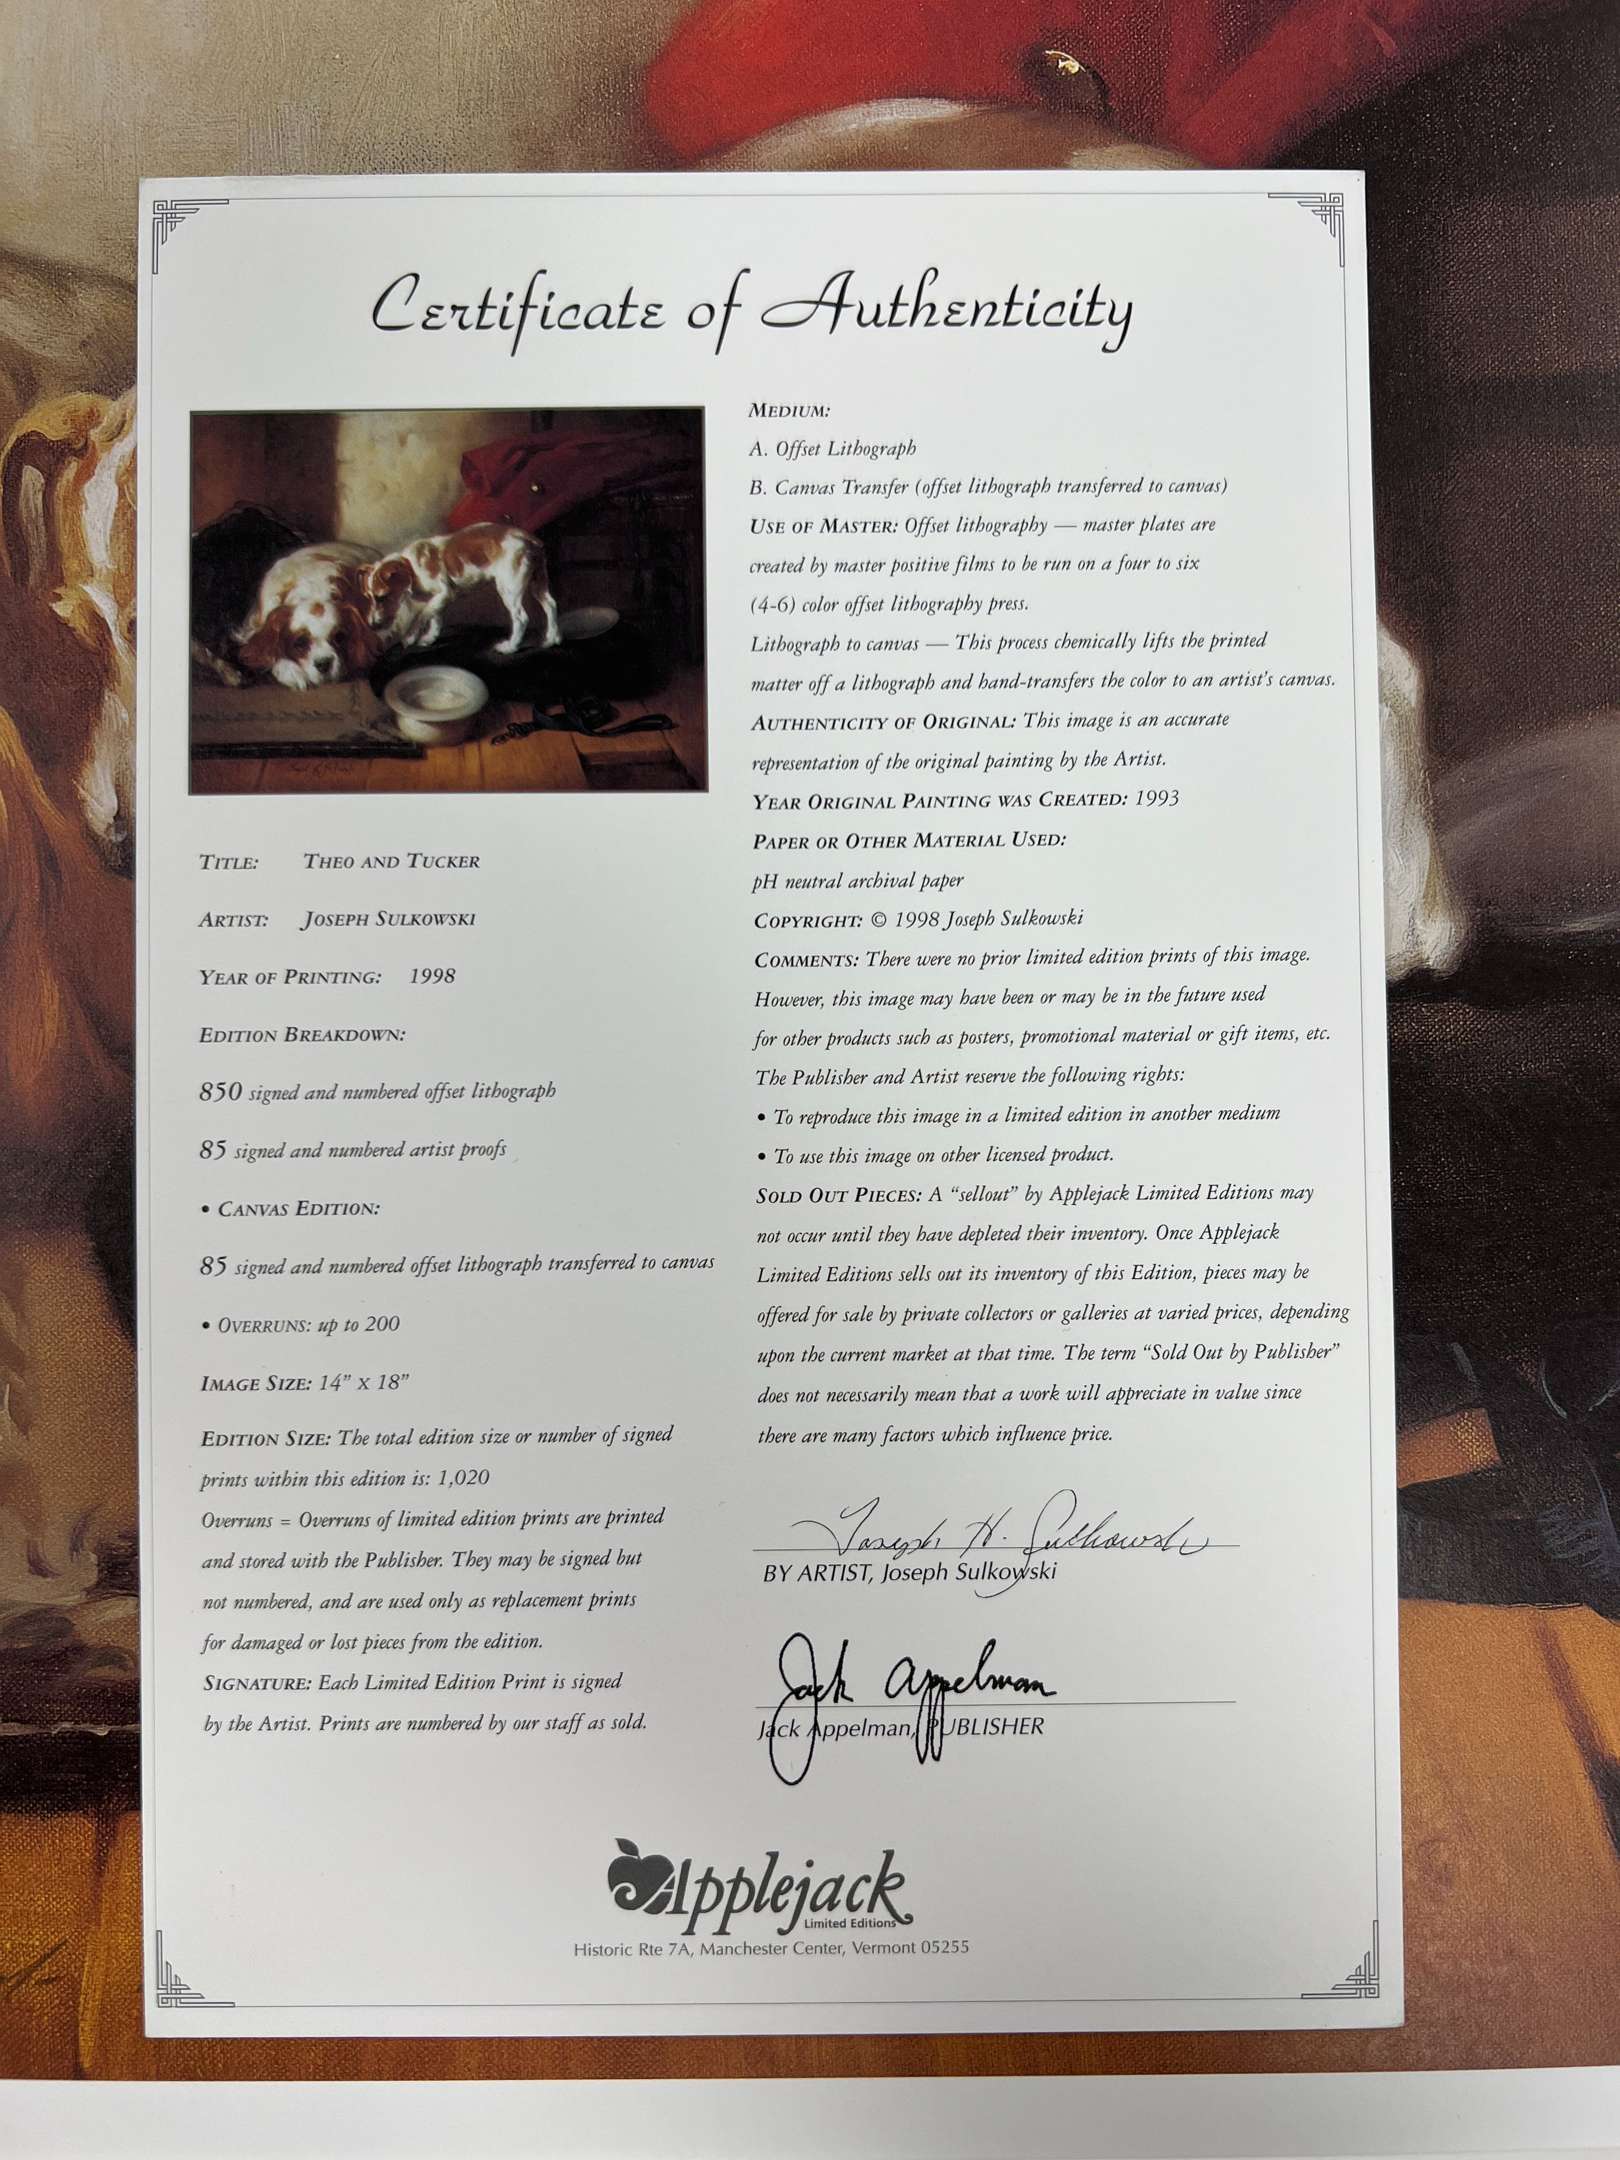 Certificate of Authenticity
TITLE: THEO AND TUCKER
ARTIST: JOSEPH SULKOWSKI
YEAR OF PRINTING: 1998
EDITION BREAKDOWN:
850 signed and numbered offset lithograph
85 signed and numbered artist proofs
• CANVAS EDITION:
85 signed and numbered offset lithograph transferred to canvas
• OVERRUNS: up to 200
IMAGE SIZE: 14” X 18”
EDITION SIZE: The total edition size or number of signed
prints within this edition is: 1,020
Overruns = Overruns of limited edition prints are printed
and stored with the Publisher. They may be signed but
not numbered, and are used only as replacement prints
for damaged or lost pieces from the edition.
SIGNATURE: Each Limited Edition Print is signed
by the Artist. Prints are numbered by our staff as sold.
MEDIUM:
A. Offset Lithograph
B. Canvas Transfer (offset lithograph transferred to canvas)
USE OF MASTER: Offset lithography — master plates are
created by master positive films to be run on a four to six
(4-6) color offset lithography press.
Lithograph to canvas — This process chemically lifts the printed
matter off a lithograph and hand-transfers the color to an artist's canvas.
AUTHENTICITY OF ORIGINAL: This image is an accurate
representation of the original painting by the Artist.
YEAR ORIGINAL PAINTING WAS CREATED: 1993
PAPER OR OTHER MATERIAL USED:
pH neutral archival paper
COPYRIGHT: © 1998 Joseph Sulkowski
COMMENTS: There were no prior limited edition prints of this image.
However, this image may have been or may be in the future used
for other products such as posters, promotional material or gift items, etc.
The Publisher and Artist reserve the following rights:
• To reproduce this image in a limited edition in another medium
• To use this image on other licensed product.
SOLD OUT PIECES: A “sellout” by Applejack Limited Editions may
not occur until they have depleted their inventory. Once Applejack
Limited Editions sells out its inventory of this Edition, pieces may be
offered for sale by private collectors or galleries at varied prices, depending
upon the current market at that time. The term “Sold Out by Publisher”
does not necessarily mean that a work will appreciate in value since
there are many factors which influence price.
Joseph H. Sulkowski
BY ARTIST, Joseph Sulkowski
Jack Appelman
Jack Appelman, PUBLISHER
Applejack
Limited Editions
Historic Rte 7A, Manchester Center, Vermont 05255